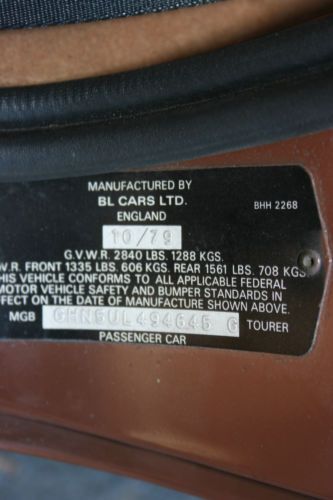 MANUFACTURED BY
BL CARS LTD.
ENGLAND
BHH 2268
10/79
G.V.W.R. 2840 LBS. 1288 KGS.
W.R. FRONT 1335 LBS. 606 KGS. REAR 1561 LBS. 708 KGS
HIS VEHICLE CONFORMS TO ALL APPLICABLE FEDERAL
MOTOR VEHICLE SAFETY AND BUMPER STANDARDS IN
EFFECT ON THE DATE OF MANUFACTURE SHOWN ABOVE.
MGB GHN5UL494645 G TOURER
PASSENGER CAR